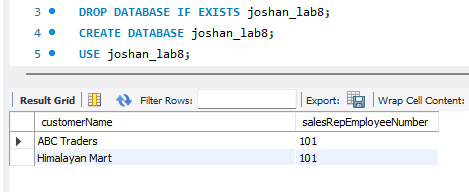 3 DROP DATABASE IF EXISTS joshan_lab8;
4 CREATE DATABASE joshan_lab8;
5 USE joshan_lab8;
Result Grid Filter Rows: Export: Wrap Cell Content:
customerName salesRepEmployeeNumber
ABC Traders 101
Himalayan Mart 101